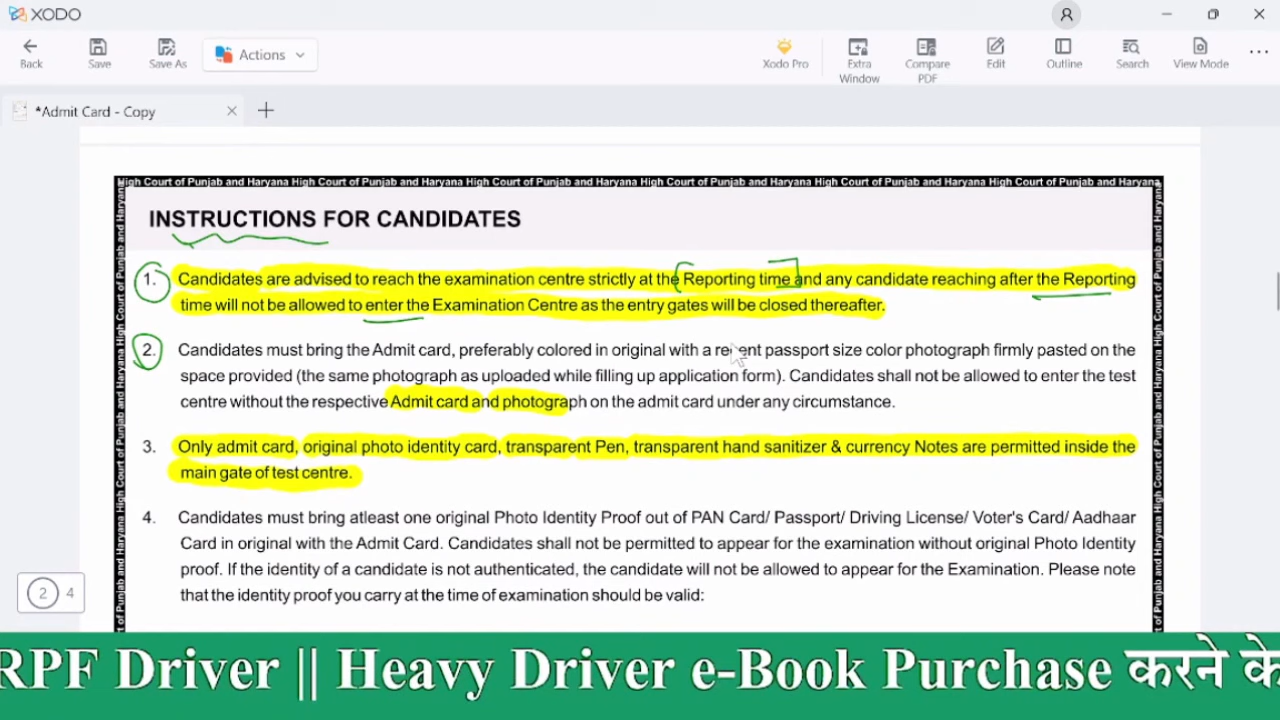 XODO
Back
Save
Save As
Actions
Xodo Pro
Extra Window
Compare PDF
Edit
Outline
Search
View Mode
*Admit Card - Copy
High Court of Punjab and Haryana High Court of Punjab and Haryana High Court of Punjab and Haryana High Court of Punjab and Haryana High Court of Punjab and Haryana High Court of Punjab and Haryana
INSTRUCTIONS FOR CANDIDATES
1. Candidates are advised to reach the examination centre strictly at the Reporting time and any candidate reaching after the Reporting
time will not be allowed to enter the Examination Centre as the entry gates will be closed thereafter.
2. Candidates must bring the Admit card, preferably colored in original with a recent passport size color photograph firmly pasted on the
space provided (the same photograph as uploaded while filling up application form). Candidates shall not be allowed to enter the test
centre without the respective Admit card and photograph on the admit card under any circumstance.
3. Only admit card, original photo identity card, transparent Pen, transparent hand sanitizer & currency Notes are permitted inside the
main gate of test centre.
4. Candidates must bring atleast one original Photo Identity Proof out of PAN Card/ Passport/ Driving License/ Voter's Card/ Aadhaar
Card in original with the Admit Card. Candidates shall not be permitted to appear for the examination without original Photo Identity
proof. If the identity of a candidate is not authenticated, the candidate will not be allowed to appear for the Examination. Please note
that the identity proof you carry at the time of examination should be valid:
2 4
RPF Driver || Heavy Driver e-Book Purchase करने के